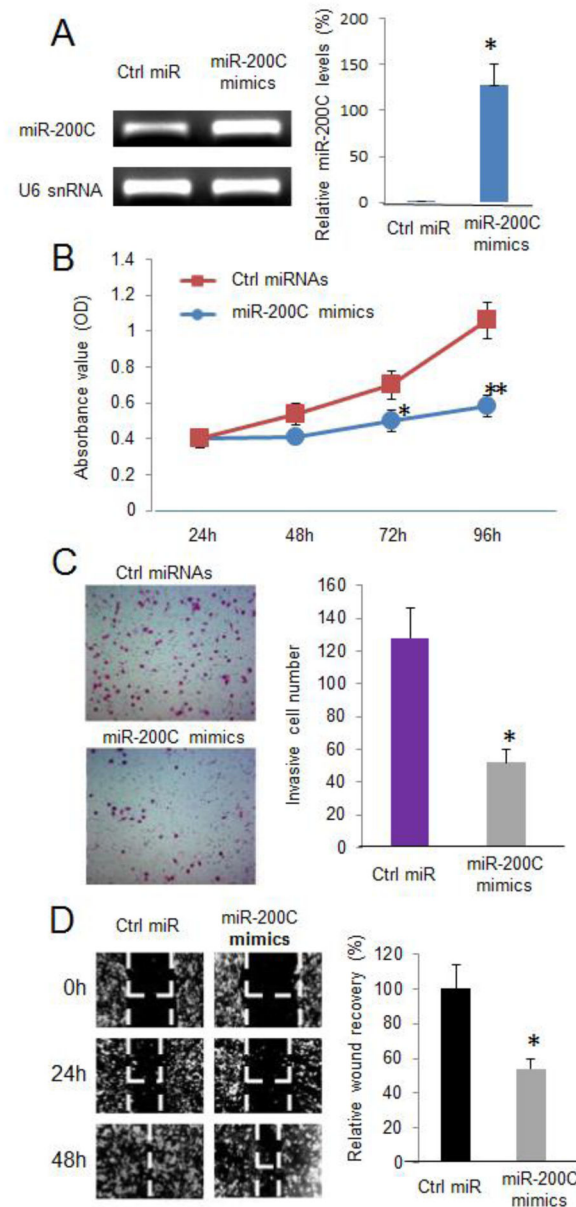 A
Ctrl miR
miR-200C
mimics
miR-200C
U6 snRNA
Relative miR-200C levels (%)
200
150
100
50
0
*
Ctrl miR
miR-200C
mimics
B
Absorbance value (OD)
1.4
1.2
1
0.8
0.6
0.4
0.2
0
Ctrl miRNAs
miR-200C mimics
*
**
24h
48h
72h
96h
C
Ctrl miRNAs
miR-200C mimics
Invasive cell number
160
140
120
100
80
60
40
20
0
*
Ctrl miR
miR-200C
mimics
D
Ctrl miR
miR-200C
mimics
0h
24h
48h
Relative wound recovery (%)
120
100
80
60
40
20
0
*
Ctrl miR
miR-200C
mimics